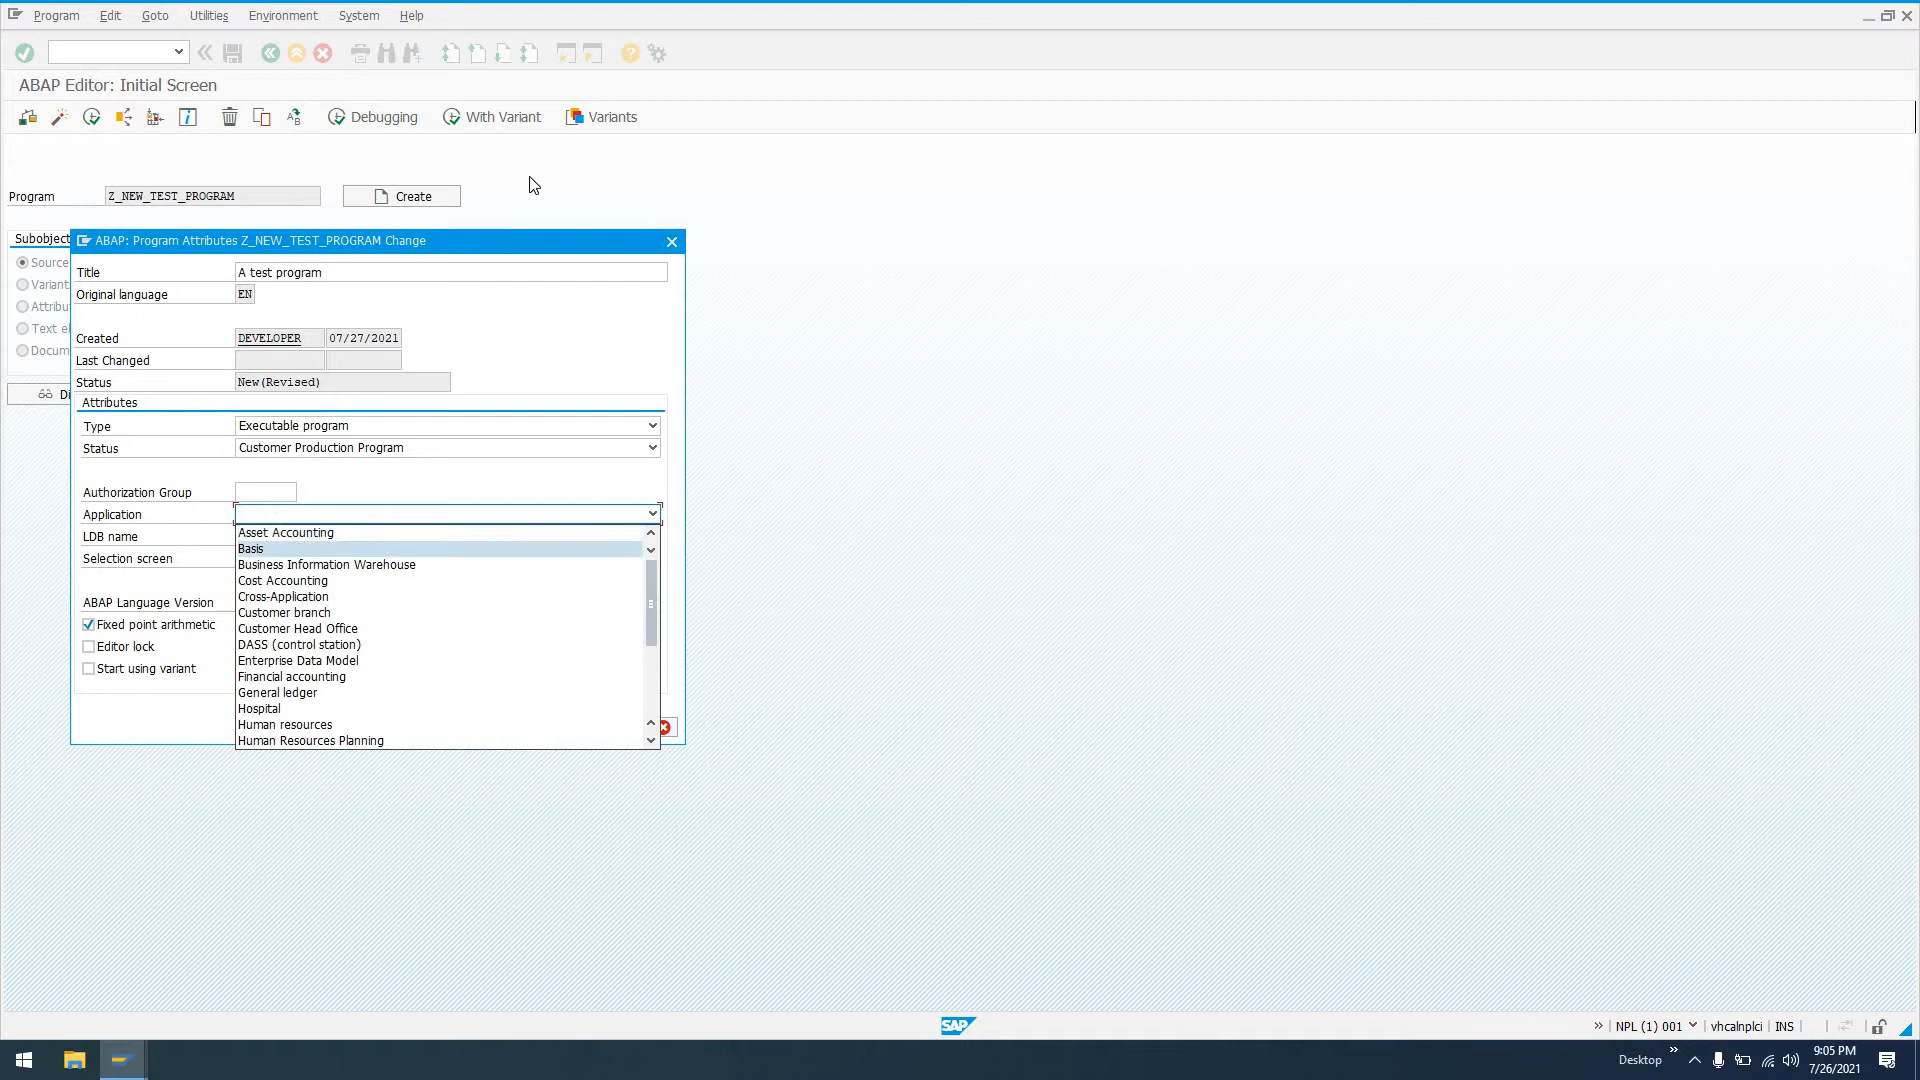 Program Edit Goto Utilities Environment System Help
ABAP Editor: Initial Screen
Debugging With Variant Variants
Program Z_NEW_TEST_PROGRAM Create
Subobject
ABAP: Program Attributes Z_NEW_TEST_PROGRAM Change
Source
Title A test program
Variant
Original language EN
Attribu
Text el
Created DEVELOPER 07/27/2021
Docum
Last Changed
Status New(Revised)
Di
Attributes
Type Executable program
Status Customer Production Program
Authorization Group
Application
LDB name
Selection screen
ABAP Language Version
Fixed point arithmetic
Editor lock
Start using variant
Asset Accounting
Basis
Business Information Warehouse
Cost Accounting
Cross-Application
Customer branch
Customer Head Office
DASS (control station)
Enterprise Data Model
Financial accounting
General ledger
Hospital
Human resources
Human Resources Planning
SAP
» NPL (1) 001 vhcalnplci INS
Desktop »
9:05 PM
7/26/2021